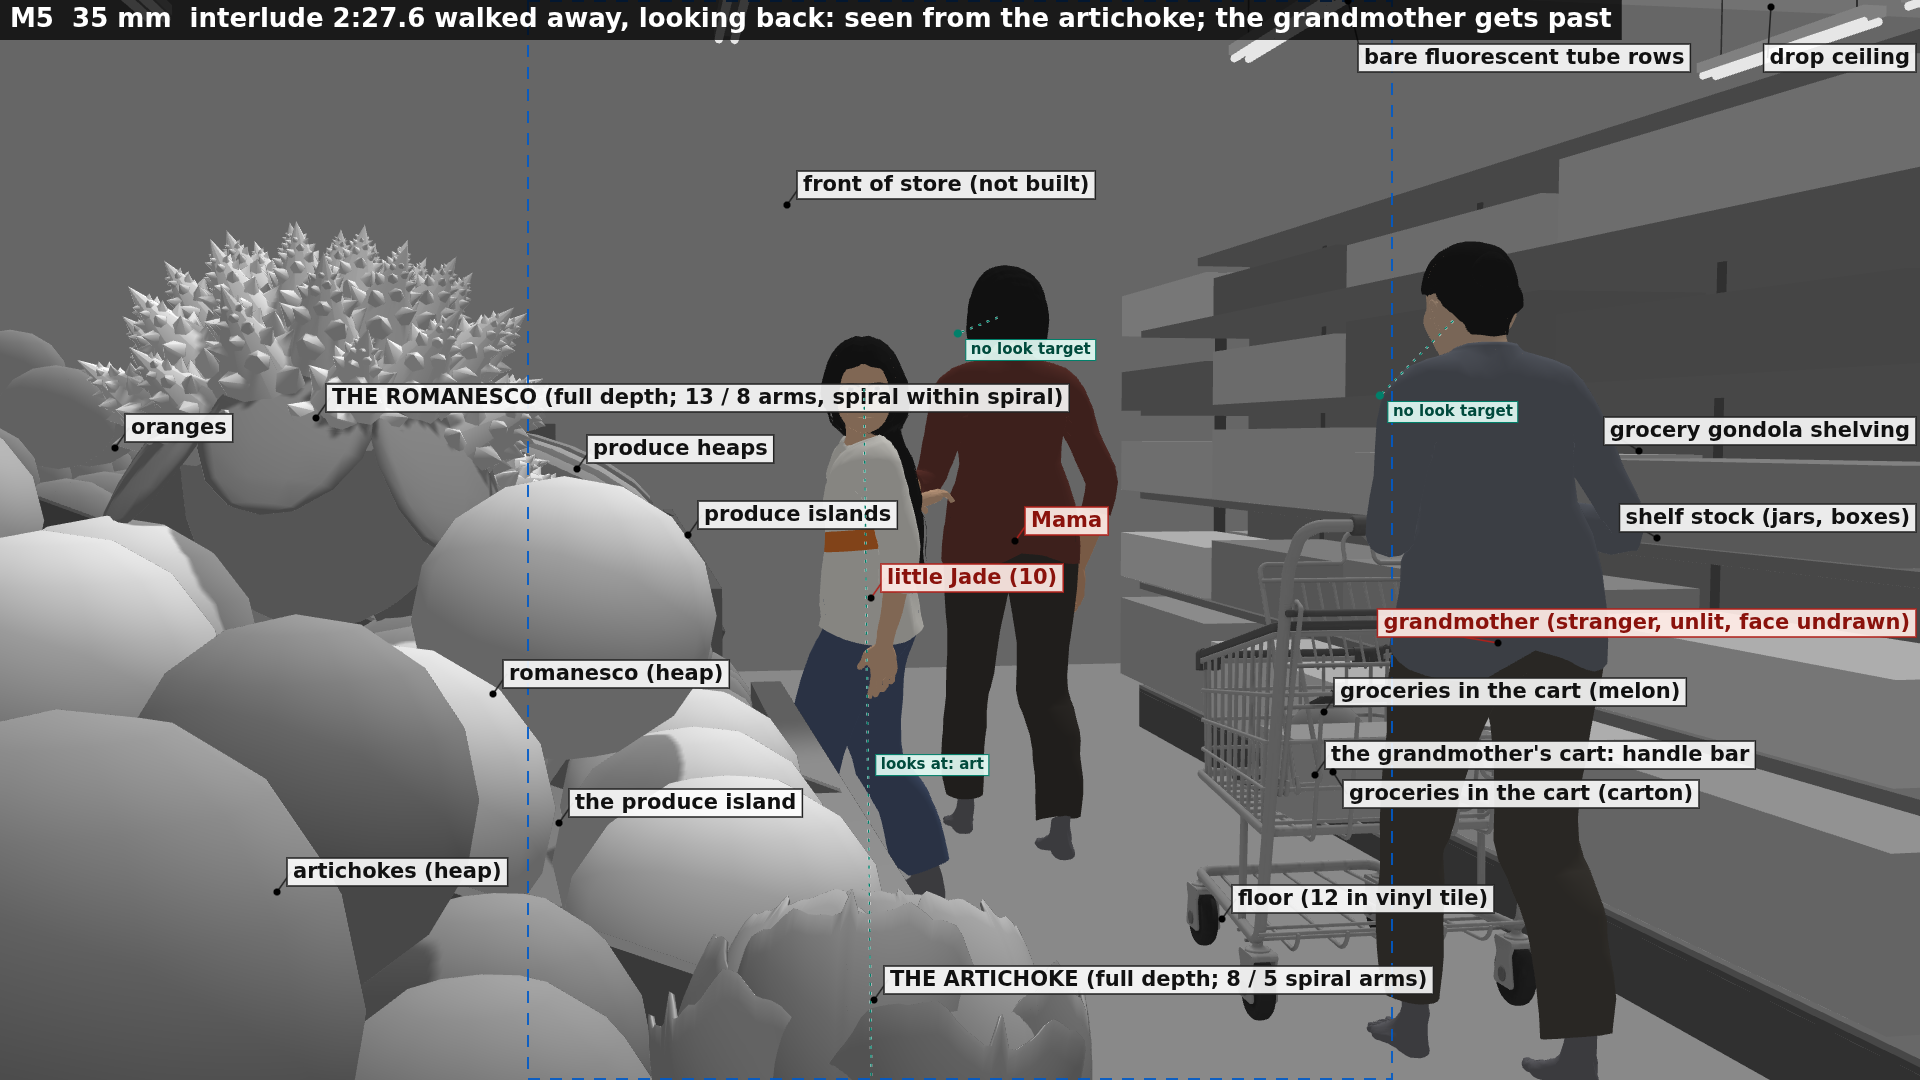 M5 35 mm interlude 2:27.6 walked away, looking back: seen from the artichoke; the grandmother gets past
bare fluorescent tube rows
drop ceiling
front of store (not built)
no look target
THE ROMANESCO (full depth; 13 / 8 arms, spiral within spiral)
no look target
oranges
grocery gondola shelving
produce heaps
produce islands
Mama
shelf stock (jars, boxes)
little Jade (10)
grandmother (stranger, unlit, face undrawn)
romanesco (heap)
groceries in the cart (melon)
the grandmother's cart: handle bar
looks at: art
groceries in the cart (carton)
the produce island
artichokes (heap)
floor (12 in vinyl tile)
THE ARTICHOKE (full depth; 8 / 5 spiral arms)